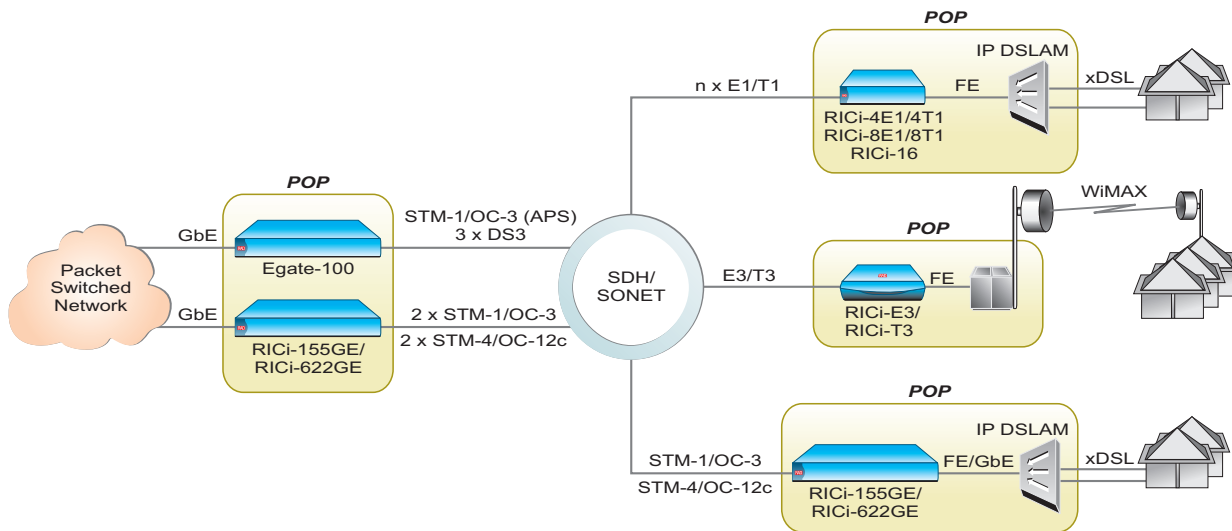 POP
IP DSLAM
n x E1/T1
FE
xDSL
RICi-4E1/4T1
RICi-8E1/8T1
RICi-16
POP
STM-1/OC-3 (APS)
3 x DS3
GbE
Egate-100
Packet
Switched
Network
GbE
2 x STM-1/OC-3
2 x STM-4/OC-12c
RICi-155GE/
RICi-622GE
SDH/
SONET
WiMAX
POP
E3/T3
FE
RICi-E3/
RICi-T3
POP
IP DSLAM
STM-1/OC-3
STM-4/OC-12c
FE/GbE
xDSL
RICi-155GE/
RICi-622GE